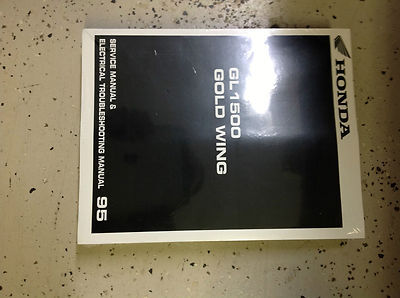 HONDA
GL1500
GOLD WING
SERVICE MANUAL &
ELECTRICAL TROUBLESHOOTING MANUAL 95